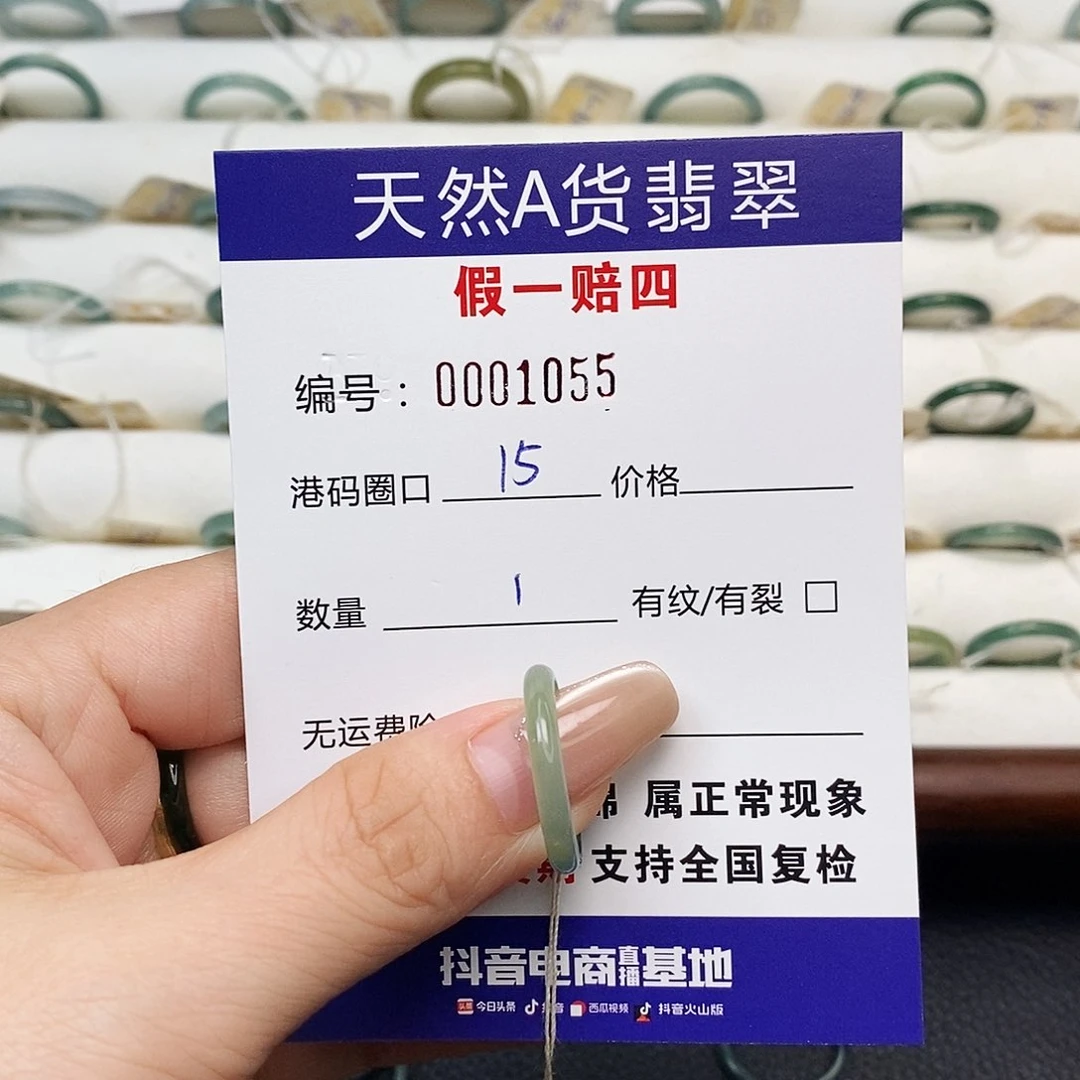 天然A货翡翠
假一赔四
编号：0001055
港码圈口 15 价格
数量 1 有纹/有裂 □
无运费险
棉 属正常现象
支持全国复检
抖音电商直播基地
今日头条 抖音 西瓜视频 抖音火山版